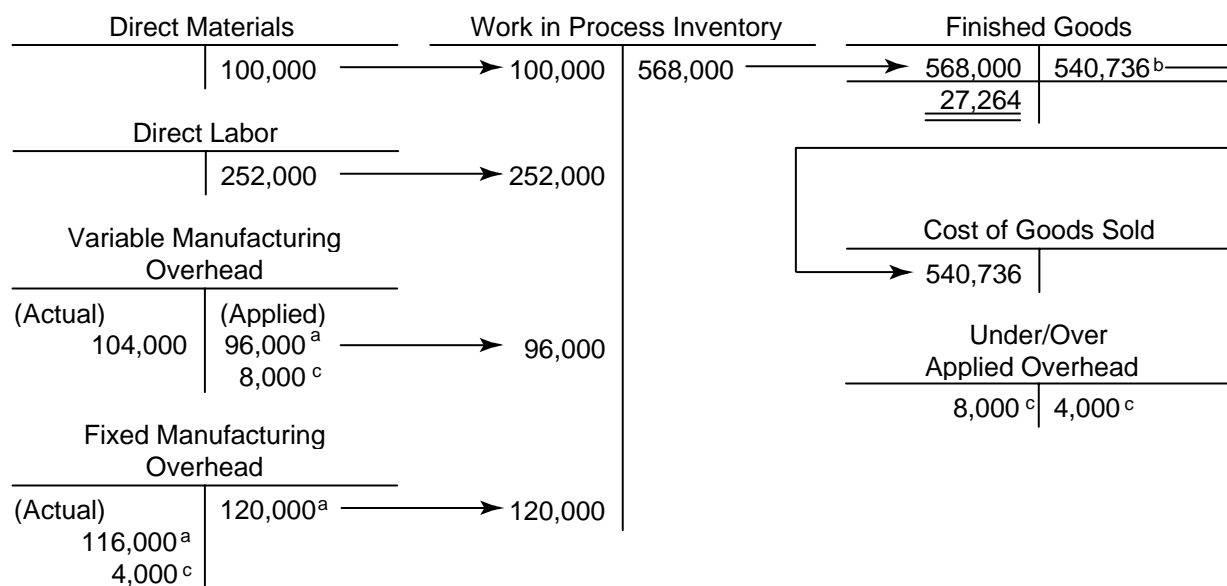 Direct Materials
100,000
Work in Process Inventory
100,000 568,000
Finished Goods
568,000 540,736 b
27,264
Direct Labor
252,000
252,000
Variable Manufacturing
Overhead
(Actual) (Applied)
104,000 96,000 a
8,000 c
96,000
Cost of Goods Sold
540,736
Under/Over
Applied Overhead
8,000 c 4,000 c
Fixed Manufacturing
Overhead
(Actual) 120,000 a
116,000 a
4,000 c
120,000